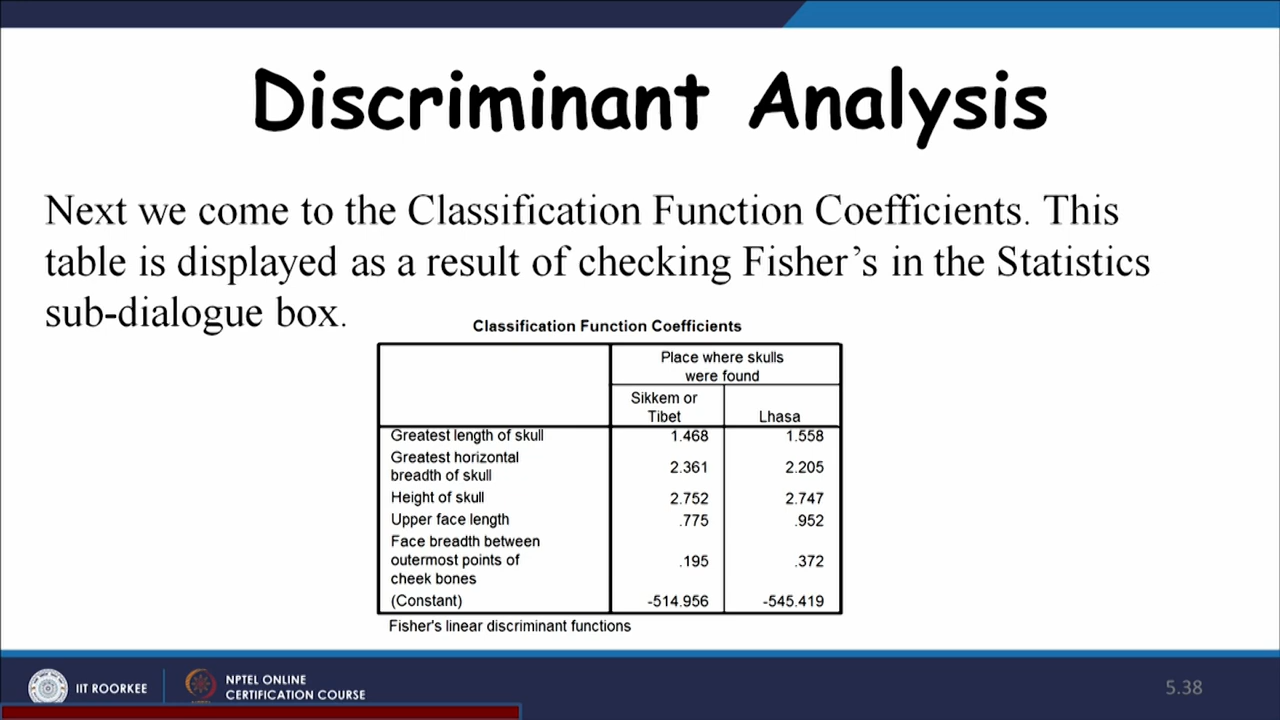 Discriminant Analysis
Next we come to the Classification Function Coefficients. This
table is displayed as a result of checking Fisher's in the Statistics
sub-dialogue box.
Classification Function Coefficients
Place where skulls
were found
Sikkem or
Tibet
Lhasa
Greatest length of skull 1.468 1.558
Greatest horizontal
breadth of skull 2.361 2.205
Height of skull 2.752 2.747
Upper face length .775 .952
Face breadth between
outermost points of
cheek bones .195 .372
(Constant) -514.956 -545.419
Fisher's linear discriminant functions
IIT ROORKEE
NPTEL ONLINE
CERTIFICATION COURSE
5.38